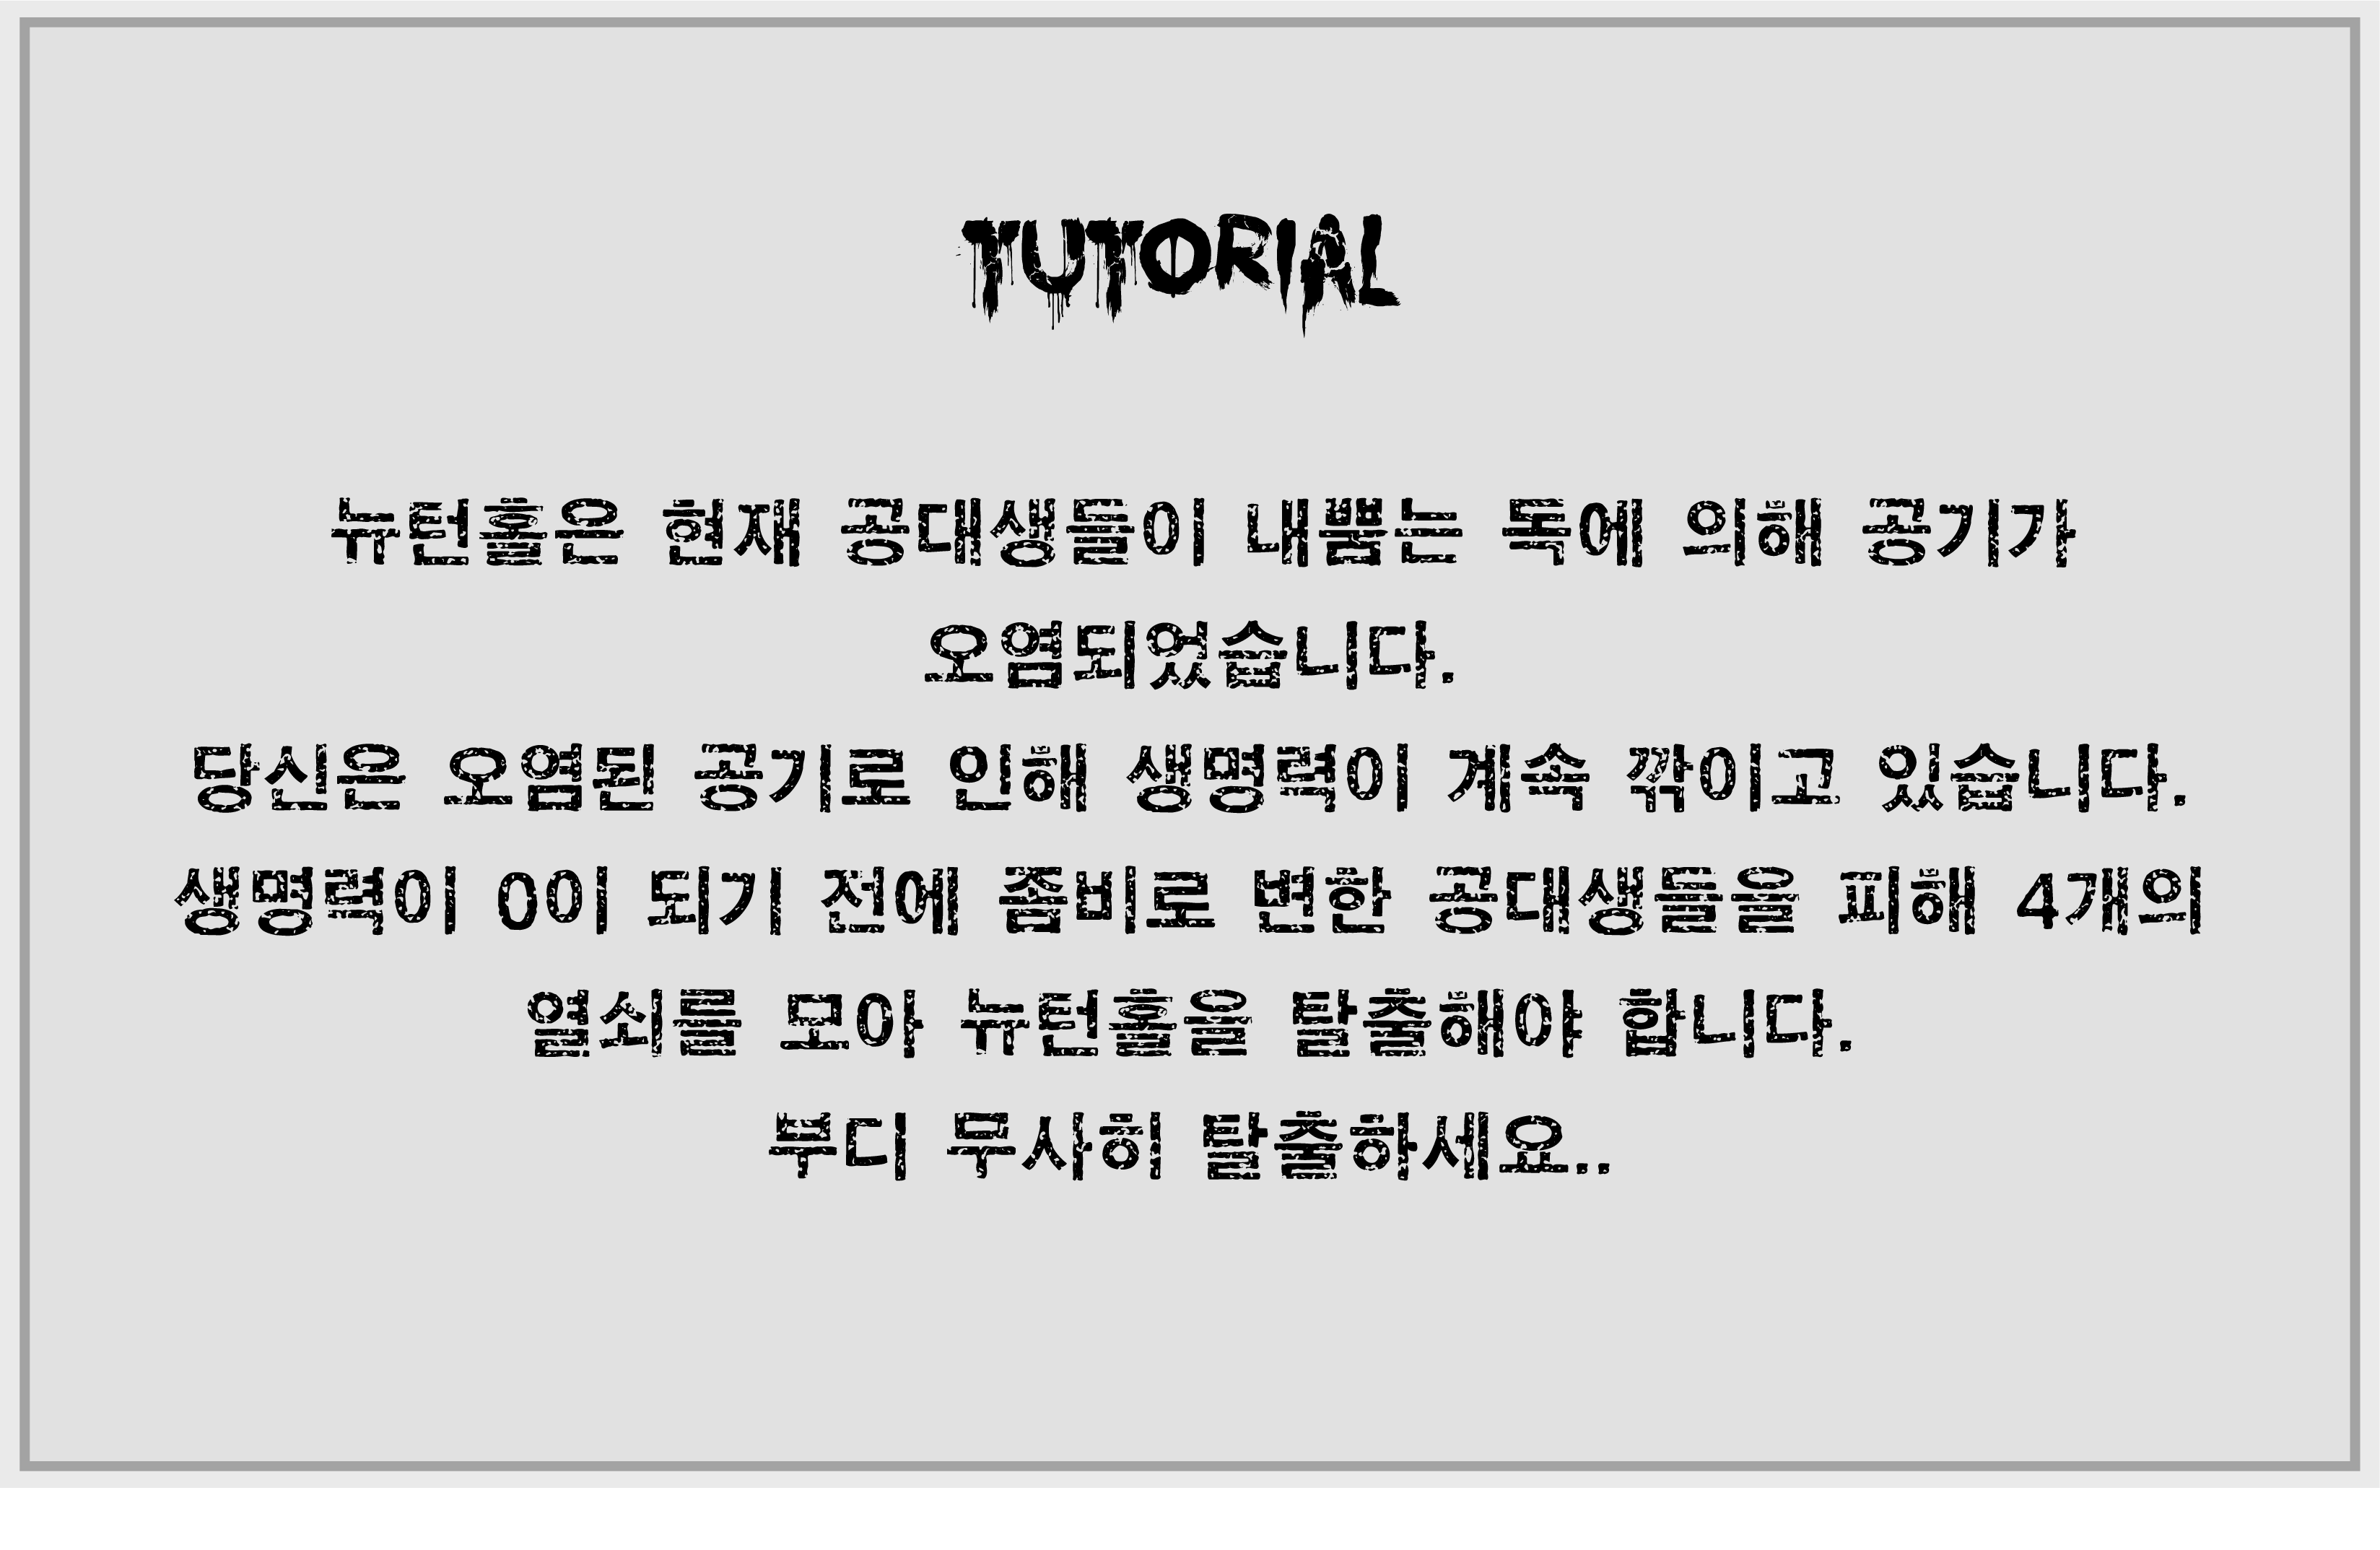 TUTORIAL
뉴턴홀은 현재 공대생들이 내뿜는 독에 의해 공기가
오염되었습니다.
당신은 오염된 공기로 인해 생명력이 계속 깎이고 있습니다.
생명력이 0이 되기 전에 좀비로 변한 공대생들을 피해 4개의
열쇠를 모아 뉴턴홀을 탈출해야 합니다.
부디 무사히 탈출하세요..